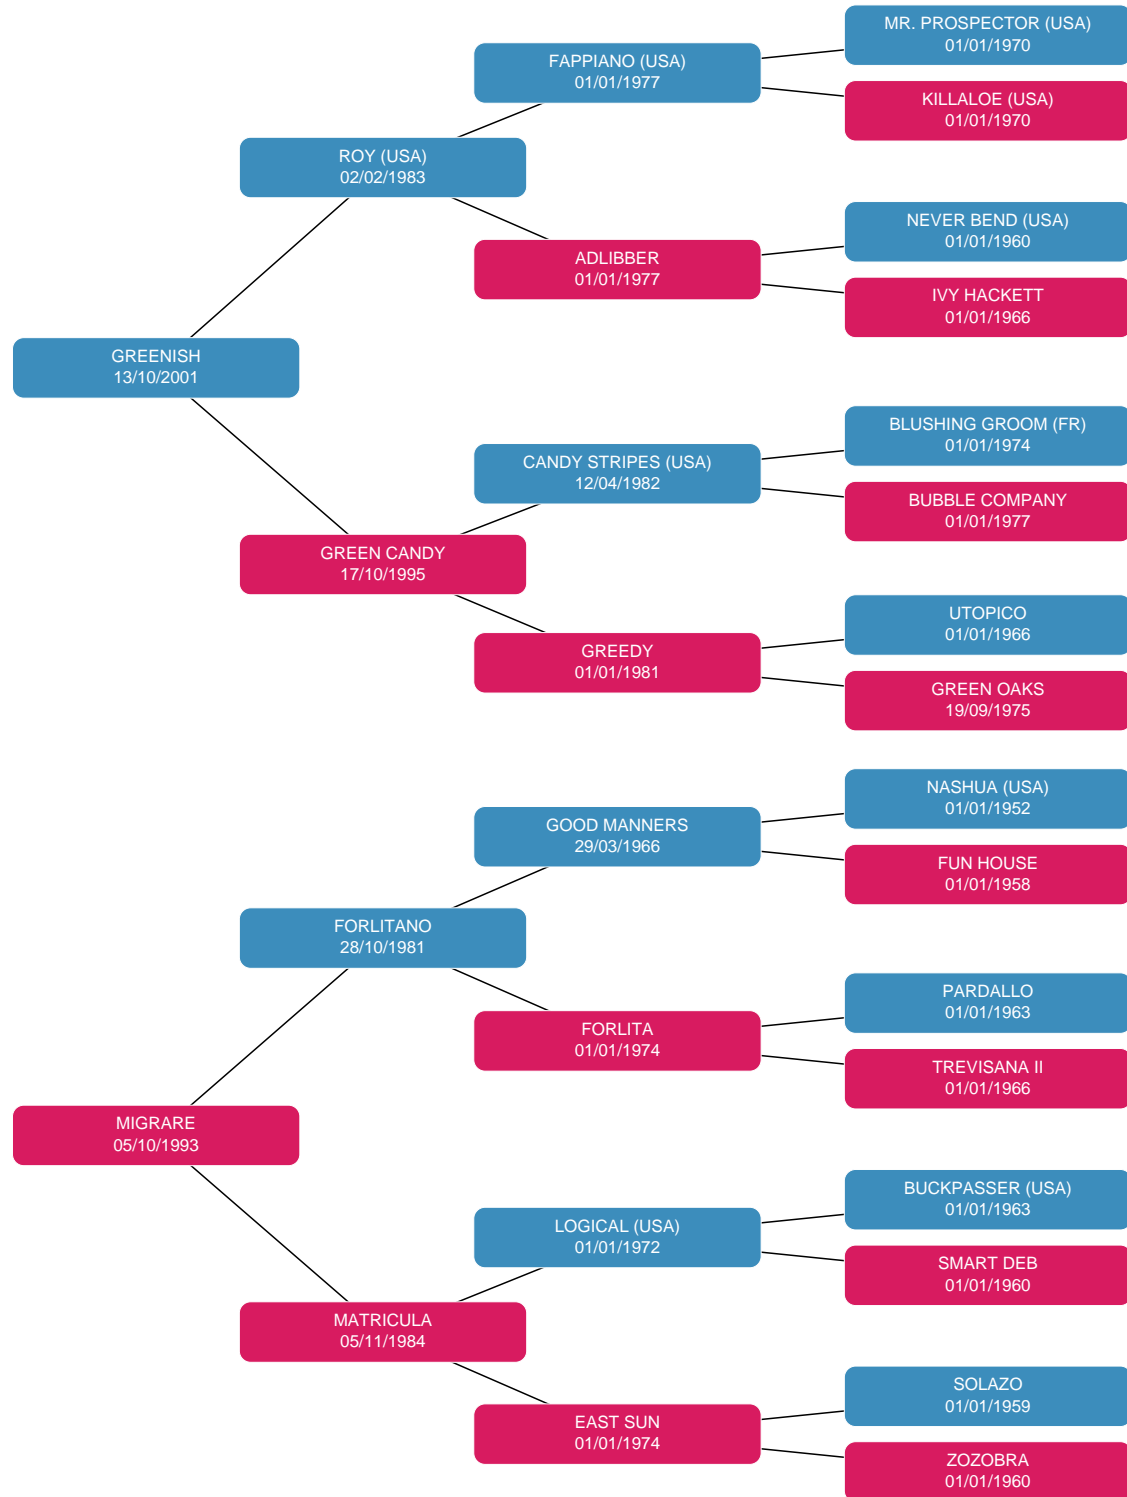 MR. PROSPECTOR (USA)
01/01/1970
FAPPIANO (USA)
01/01/1977
KILLALOE (USA)
01/01/1970
ROY (USA)
02/02/1983
NEVER BEND (USA)
01/01/1960
ADLIBBER
01/01/1977
IVY HACKETT
01/01/1966
GREENISH
13/10/2001
BLUSHING GROOM (FR)
01/01/1974
CANDY STRIPES (USA)
12/04/1982
BUBBLE COMPANY
01/01/1977
GREEN CANDY
17/10/1995
UTOPICO
01/01/1966
GREEDY
01/01/1981
GREEN OAKS
19/09/1975
NASHUA (USA)
01/01/1952
GOOD MANNERS
29/03/1966
FUN HOUSE
01/01/1958
FORLITANO
28/10/1981
PARDALLO
01/01/1963
FORLITA
01/01/1974
TREVISANA II
01/01/1966
MIGRARE
05/10/1993
BUCKPASSER (USA)
01/01/1963
LOGICAL (USA)
01/01/1972
SMART DEB
01/01/1960
MATRICULA
05/11/1984
SOLAZO
01/01/1959
EAST SUN
01/01/1974
ZOZOBRA
01/01/1960